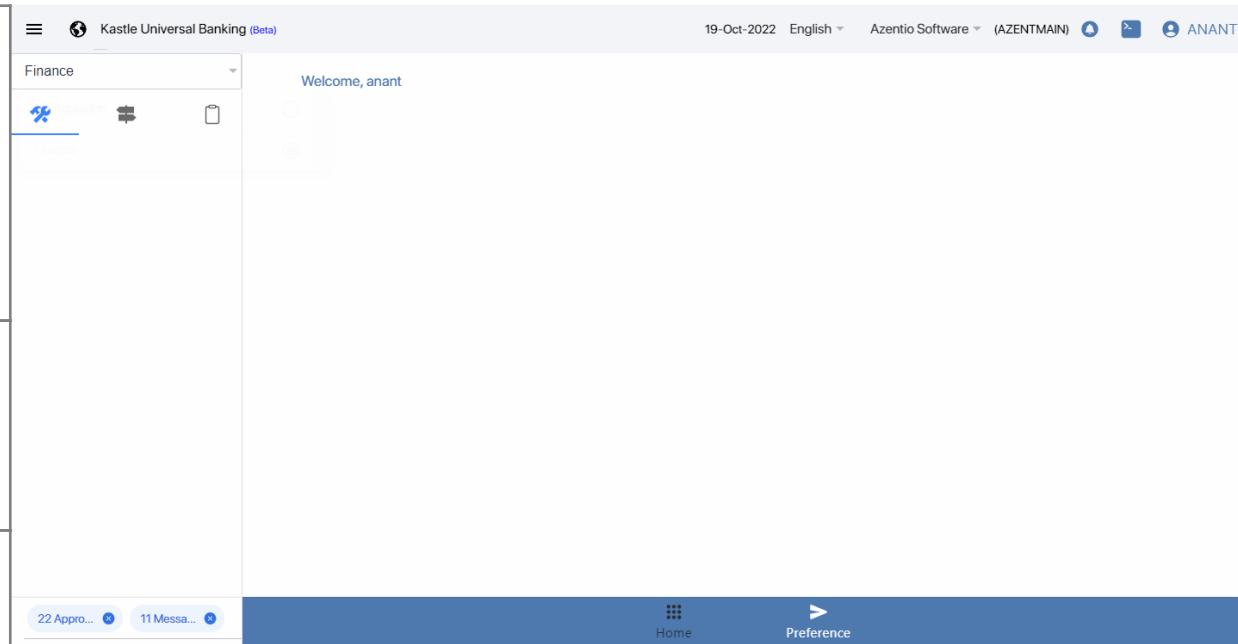 Kastle Universal Banking (Beta)
19-Oct-2022 English Azentio Software (AZENTMAIN) ANANT
Finance
Welcome, anant
22 Appro... 11 Messa...
Home
Preference